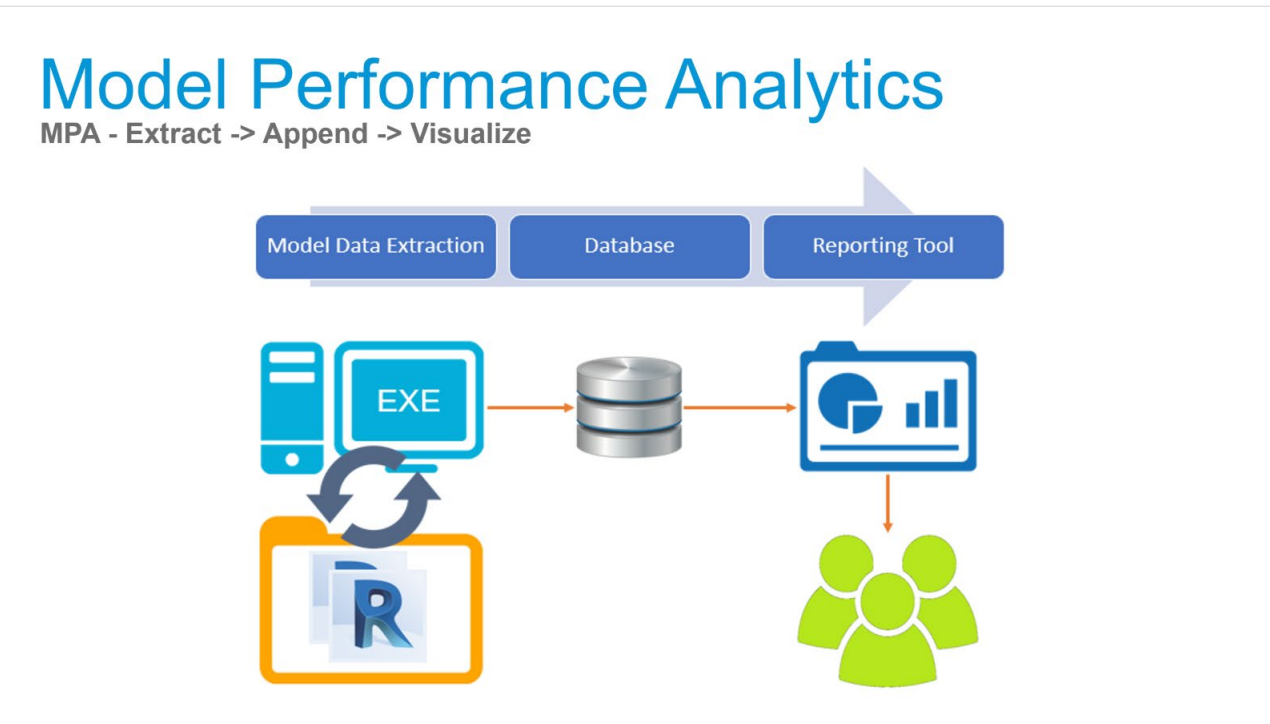 Model Performance Analytics
MPA - Extract -> Append -> Visualize
Model Data Extraction
Database
Reporting Tool
EXE
R